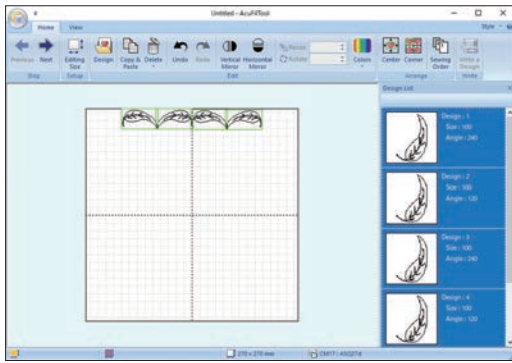 Untitled - AcuFilTool
Home View Style
Previous Next Editing Size Design Copy & Paste Delete Undo Redo Vertical Mirror Horizontal Mirror Resize Rotate Colors Center Corner Sewing Order Write a Design
Step Setup Edit Arrange Write
Design List
Design : 1
Size : 100
Angle : 240
Design : 2
Size : 100
Angle : 120
Design : 3
Size : 100
Angle : 240
Design : 4
Size : 100
Angle : 120
270 x 270 mm